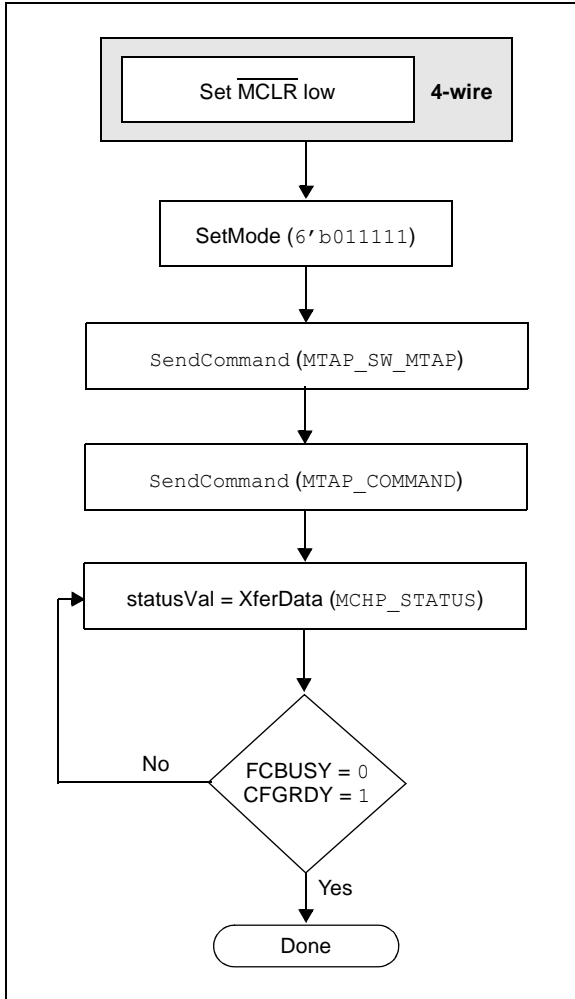 Set MCLR low
4-wire
SetMode (6’b011111)
SendCommand (MTAP_SW_MTAP)
SendCommand (MTAP_COMMAND)
statusVal = XferData (MCHP_STATUS)
No
FCBUSY = 0
CFGRDY = 1
Yes
Done